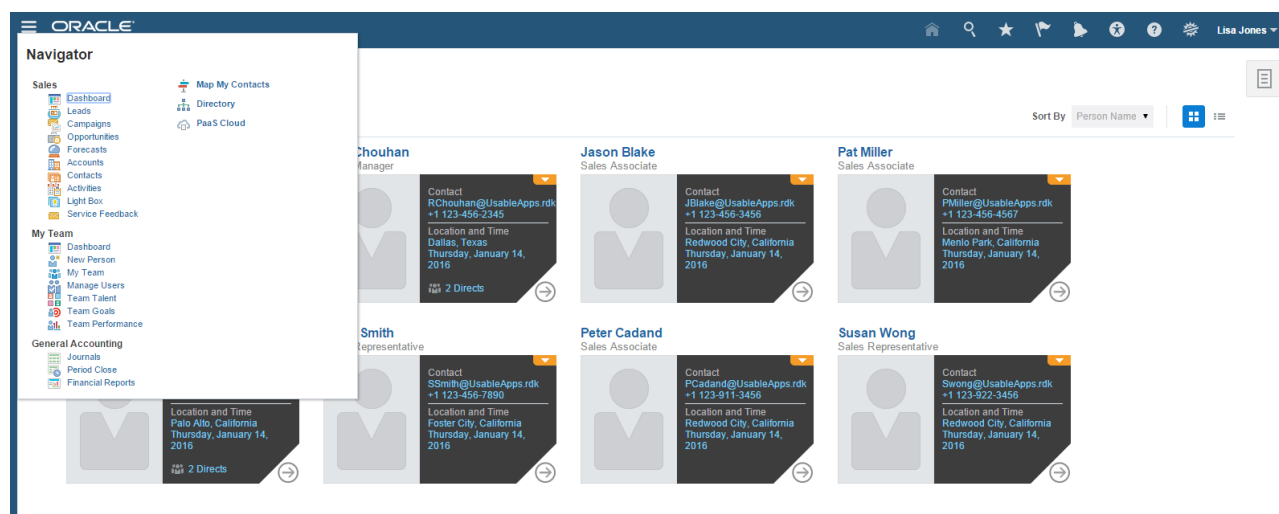 ORACLE
Lisa Jones
Navigator
Sales
Dashboard
Leads
Campaigns
Opportunities
Forecasts
Accounts
Contacts
Activities
Light Box
Service Feedback
My Team
Dashboard
New Person
My Team
Manage Users
Team Talent
Team Goals
Team Performance
General Accounting
Journals
Period Close
Financial Reports
Map My Contacts
Directory
PaaS Cloud
Sort By Person Name
Chouhan
Manager
Contact
RChouhan@UsableApps.rdk
+1 123-456-2345
Location and Time
Dallas, Texas
Thursday, January 14,
2016
2 Directs
Jason Blake
Sales Associate
Contact
JBlake@UsableApps.rdk
+1 123-456-3456
Location and Time
Redwood City, California
Thursday, January 14,
2016
Pat Miller
Sales Associate
Contact
PMiller@UsableApps.rdk
+1 123-456-4567
Location and Time
Menlo Park, California
Thursday, January 14,
2016
Location and Time
Palo Alto, California
Thursday, January 14,
2016
2 Directs
Smith
Representative
Contact
SSmith@UsableApps.rdk
+1 123-456-7890
Location and Time
Foster City, California
Thursday, January 14,
2016
Peter Cadand
Sales Associate
Contact
PCadand@UsableApps.rdk
+1 123-911-3456
Location and Time
Redwood City, California
Thursday, January 14,
2016
Susan Wong
Sales Representative
Contact
Swong@UsableApps.rdk
+1 123-922-3456
Location and Time
Redwood City, California
Thursday, January 14,
2016